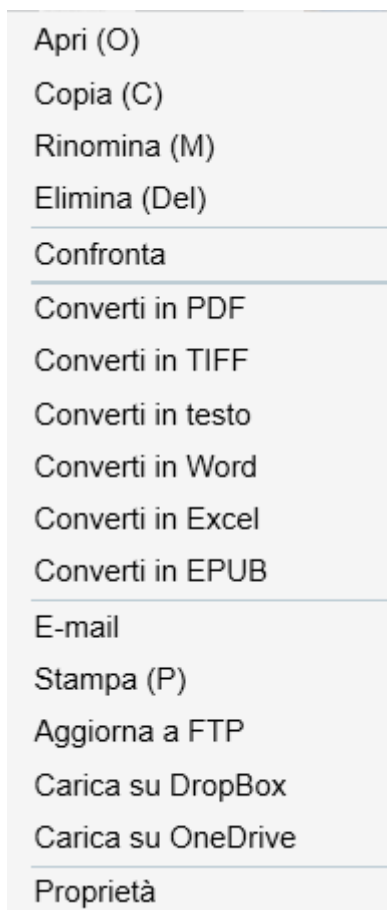 Apri (O)
Copia (C)
Rinomina (M)
Elimina (Del)
Confronta
Converti in PDF
Converti in TIFF
Converti in testo
Converti in Word
Converti in Excel
Converti in EPUB
E-mail
Stampa (P)
Aggiorna a FTP
Carica su DropBox
Carica su OneDrive
Proprietà